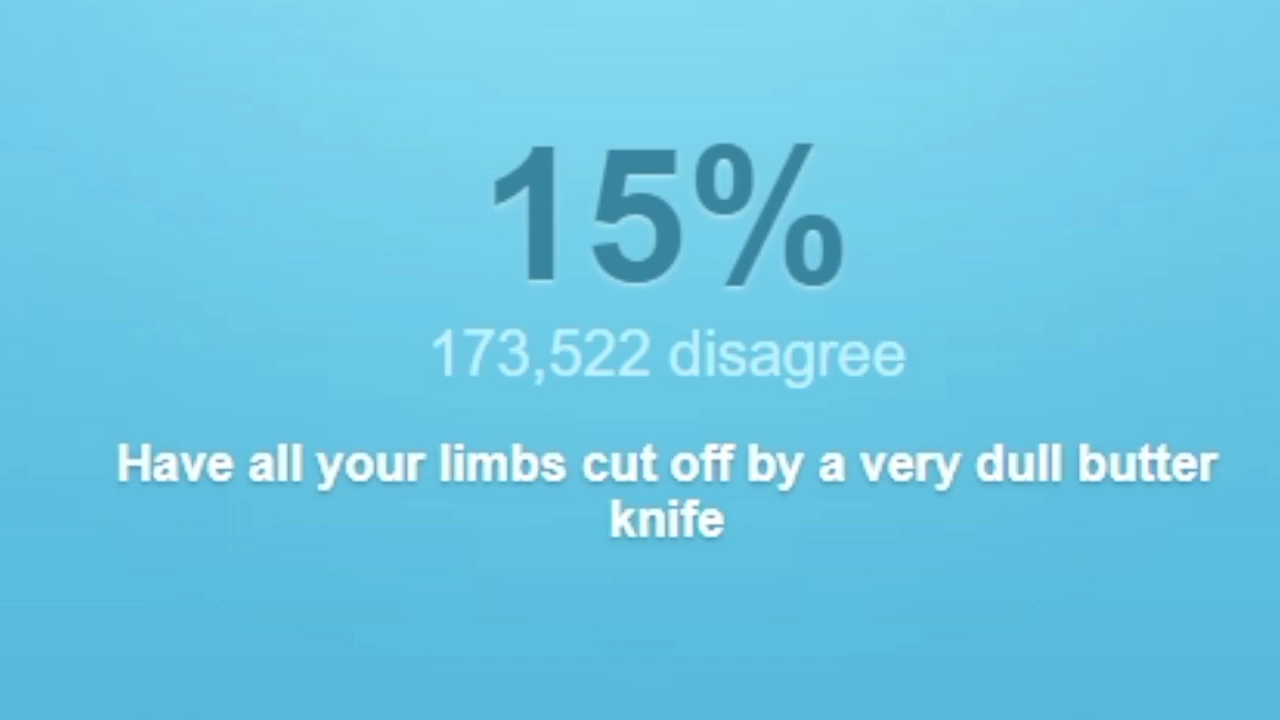 15%
173,522 disagree
Have all your limbs cut off by a very dull butter
knife